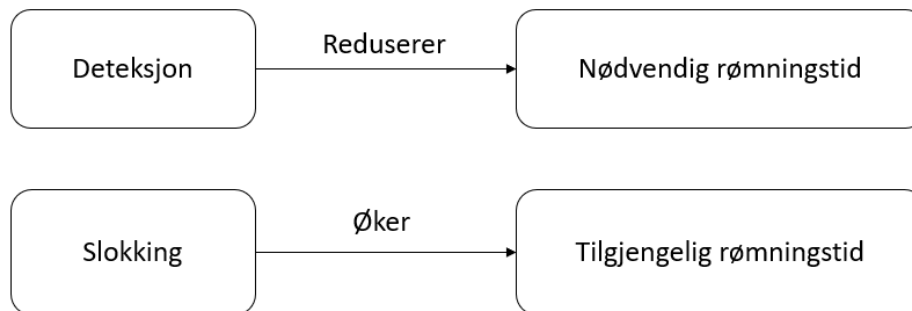 Deteksjon
Reduserer
Nødvendig rømningstid
Slokking
Øker
Tilgjengelig rømningstid